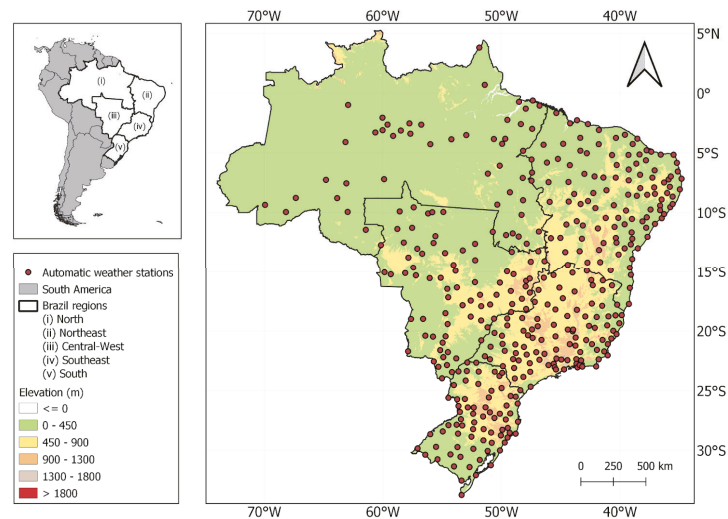 70°W 60°W 50°W 40°W
5°N
0°
5°S
10°S
15°S
20°S
25°S
30°S
(i)
(ii)
(iii)
(iv)
(v)
Automatic weather stations
South America
Brazil regions
(i) North
(ii) Northeast
(iii) Central-West
(iv) Southeast
(v) South
Elevation (m)
<= 0
0 - 450
450 - 900
900 - 1300
1300 - 1800
> 1800
0 250 500 km
70°W 60°W 50°W 40°W